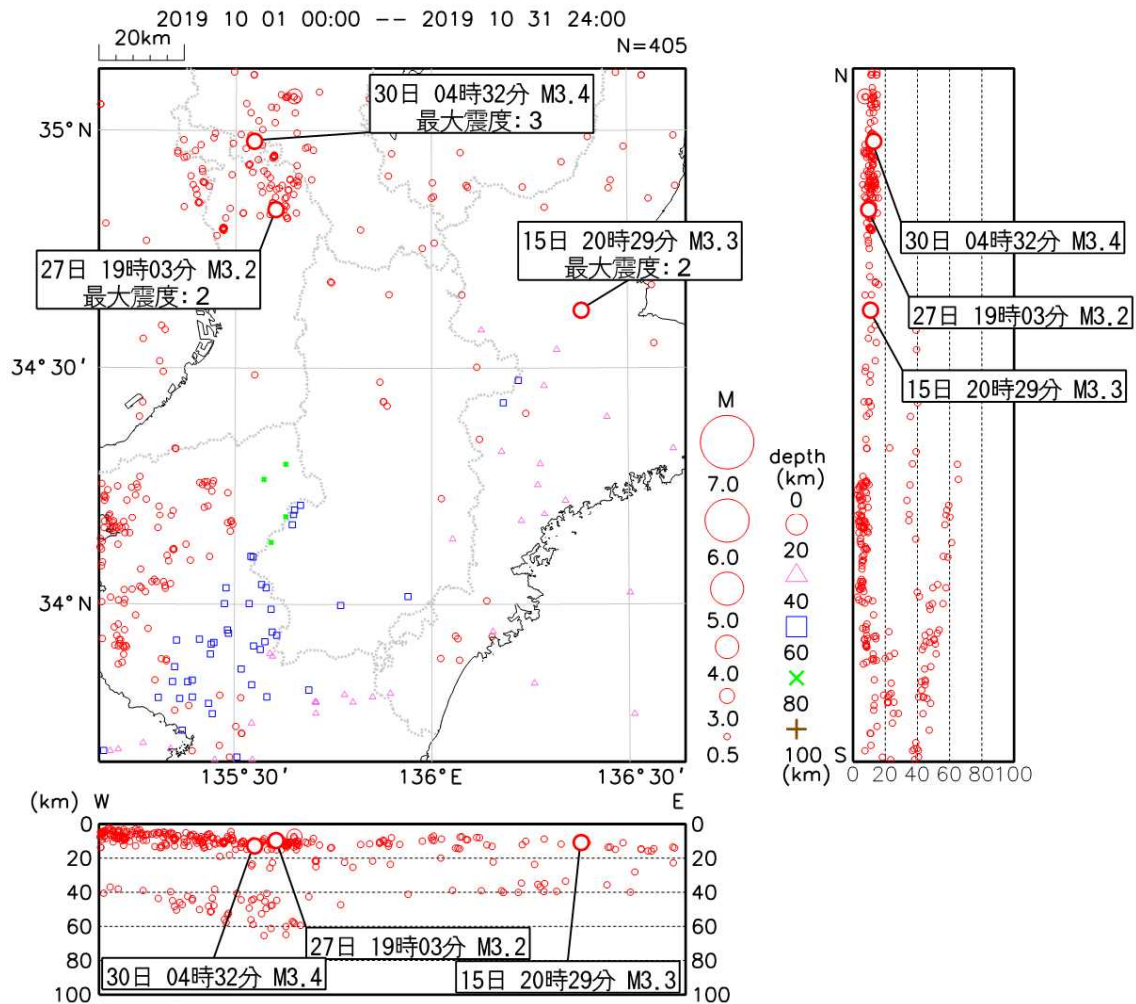 2019 10 01 00:00 -- 2019 10 31 24:00
20km
N=405
30日 04時32分 M3.4
最大震度:3
35°N
15日 20時29分 M3.3
最大震度:2
27日 19時03分 M3.2
最大震度:2
34°30′
34°N
135°30′
136°E
136°30′
M
7.0
6.0
5.0
4.0
3.0
0.5
depth
(km)
0
20
40
60
80
100
(km)
N
30日 04時32分 M3.4
27日 19時03分 M3.2
15日 20時29分 M3.3
S
0 20 40 60 80 100
(km) W
E
0
20
40
60
80
100
27日 19時03分 M3.2
30日 04時32分 M3.4
15日 20時29分 M3.3
0
20
40
60
80
100